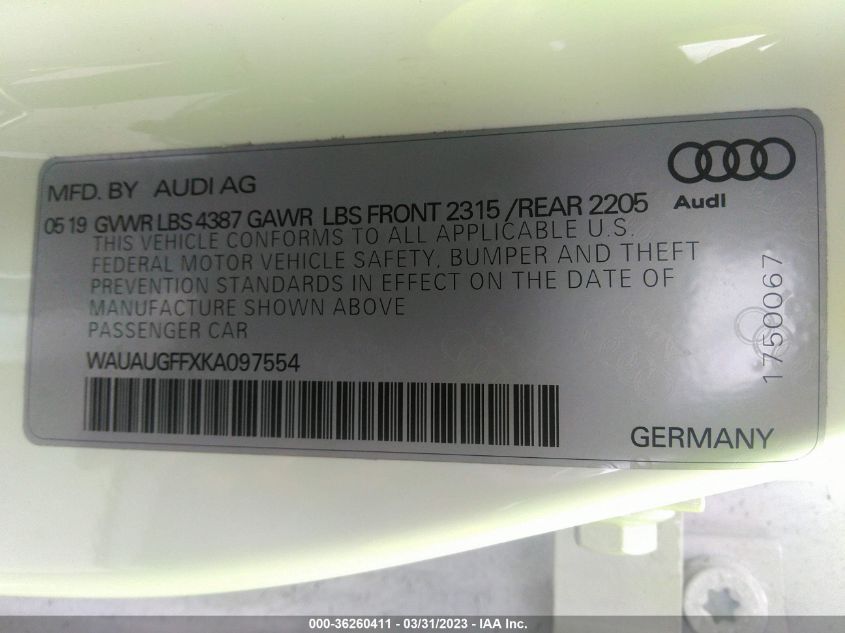 MFD. BY AUDI AG
Audi
05 19 GVWR LBS 4387 GAWR LBS FRONT 2315 / REAR 2205
THIS VEHICLE CONFORMS TO ALL APPLICABLE U.S.
FEDERAL MOTOR VEHICLE SAFETY, BUMPER AND THEFT
PREVENTION STANDARDS IN EFFECT ON THE DATE OF
MANUFACTURE SHOWN ABOVE
PASSENGER CAR
WAUAUGFFXKA097554
1750067
GERMANY
000-36260411 - 03/31/2023 - IAA Inc.